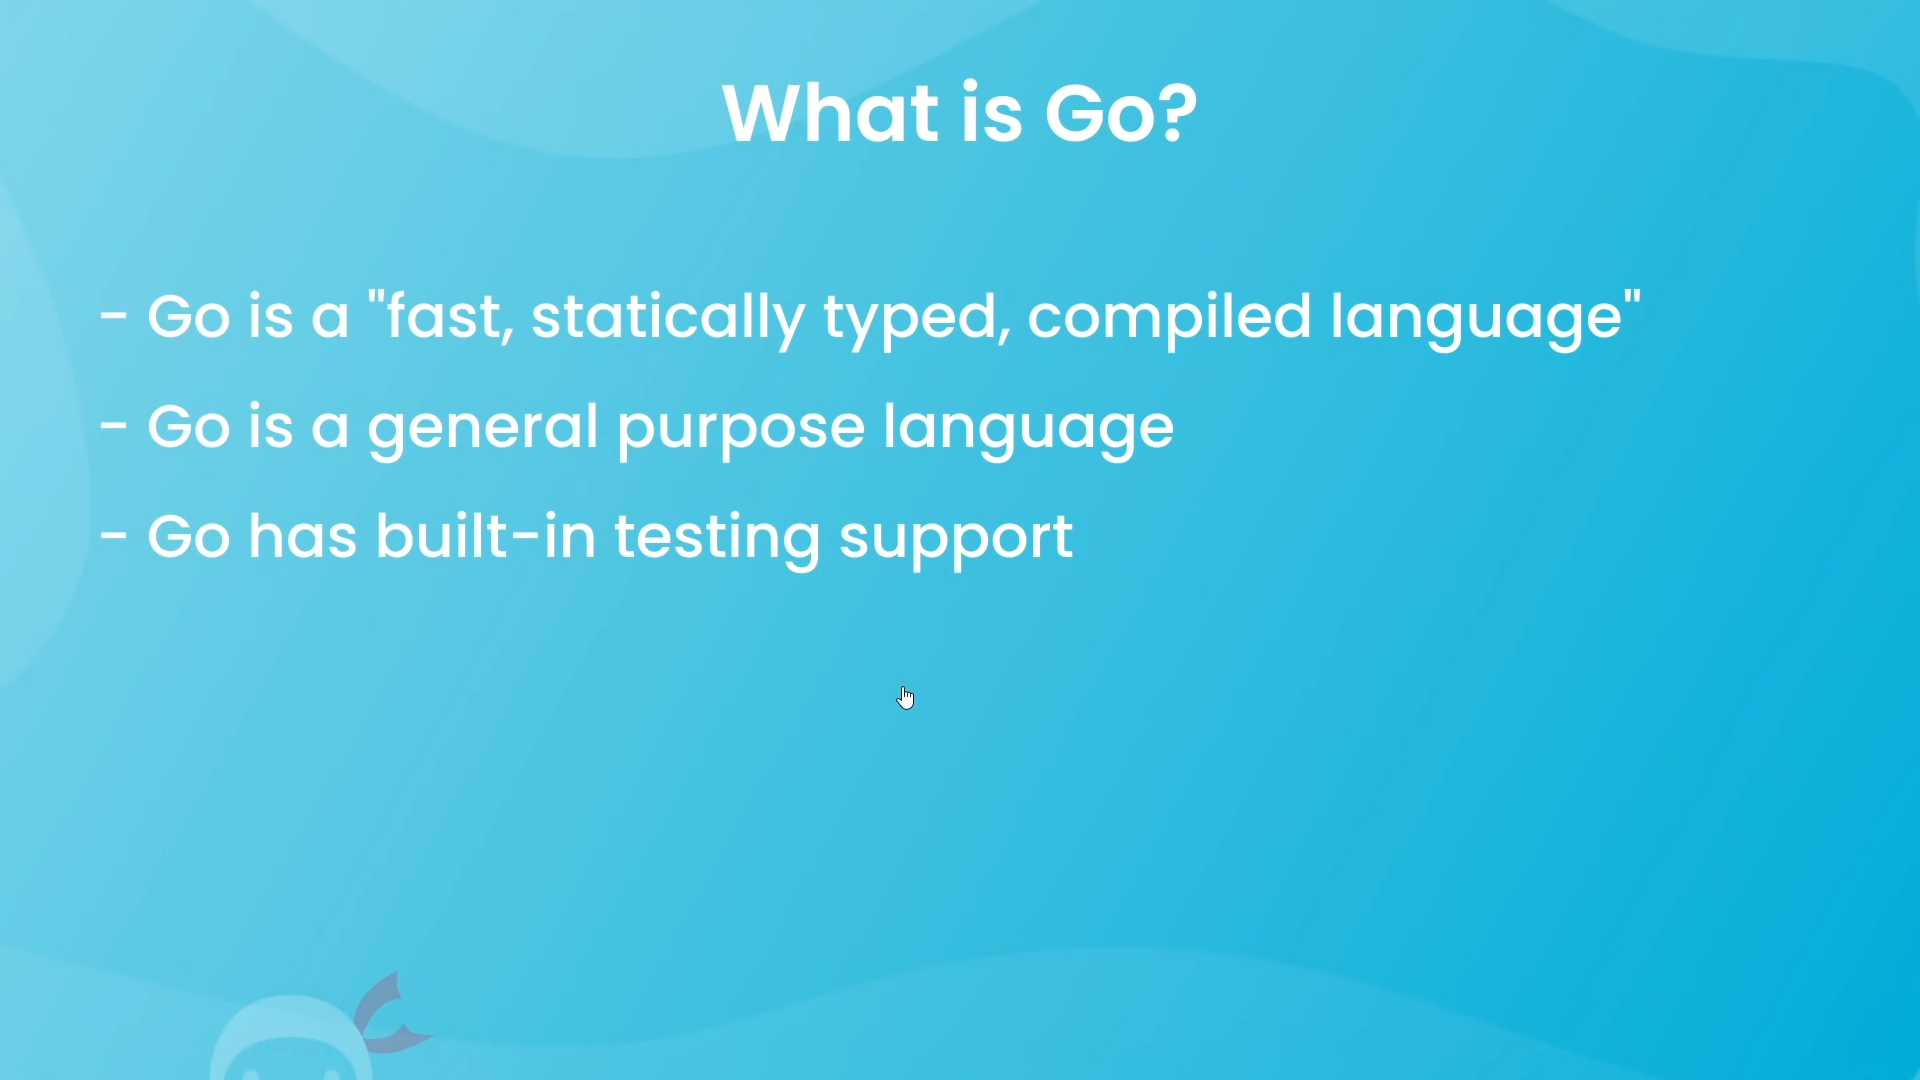 What is Go?
- Go is a "fast, statically typed, compiled language"
- Go is a general purpose language
- Go has built-in testing support